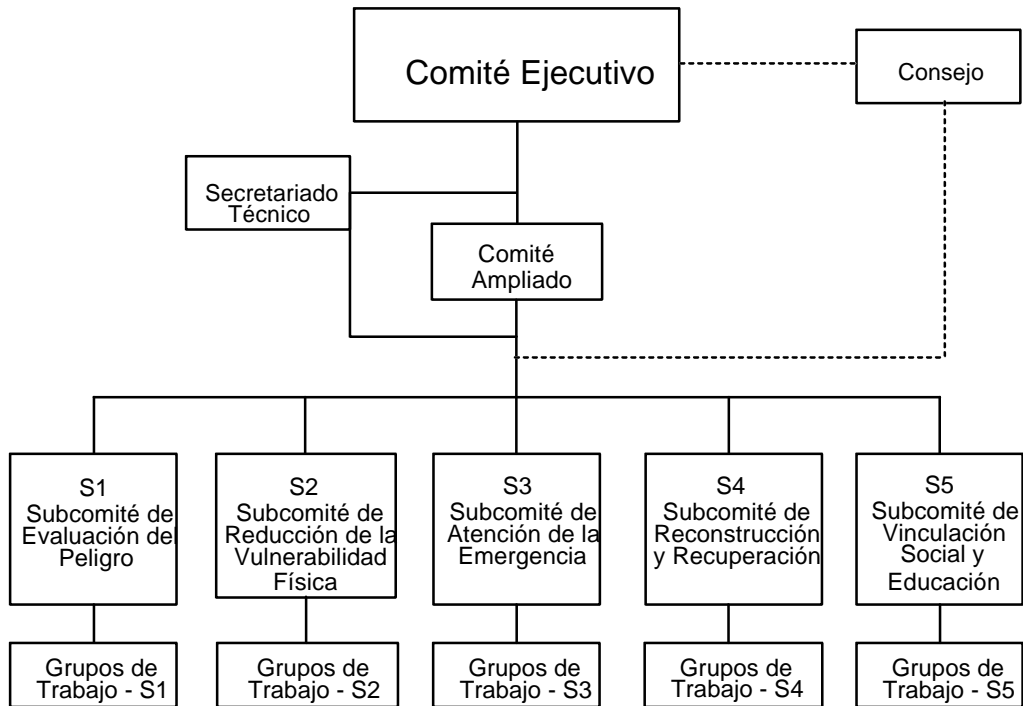 Comité Ejecutivo
Consejo
Secretariado
Técnico
Comité
Ampliado
S1
Subcomité de
Evaluación del
Peligro
S2
Subcomité de
Reducción de la
Vulnerabilidad
Física
S3
Subcomité de
Atención de la
Emergencia
S4
Subcomité de
Reconstrucción
y Recuperación
S5
Subcomité de
Vinculación
Social y
Educación
Grupos de
Trabajo - S1
Grupos de
Trabajo - S2
Grupos de
Trabajo - S3
Grupos de
Trabajo - S4
Grupos de
Trabajo - S5